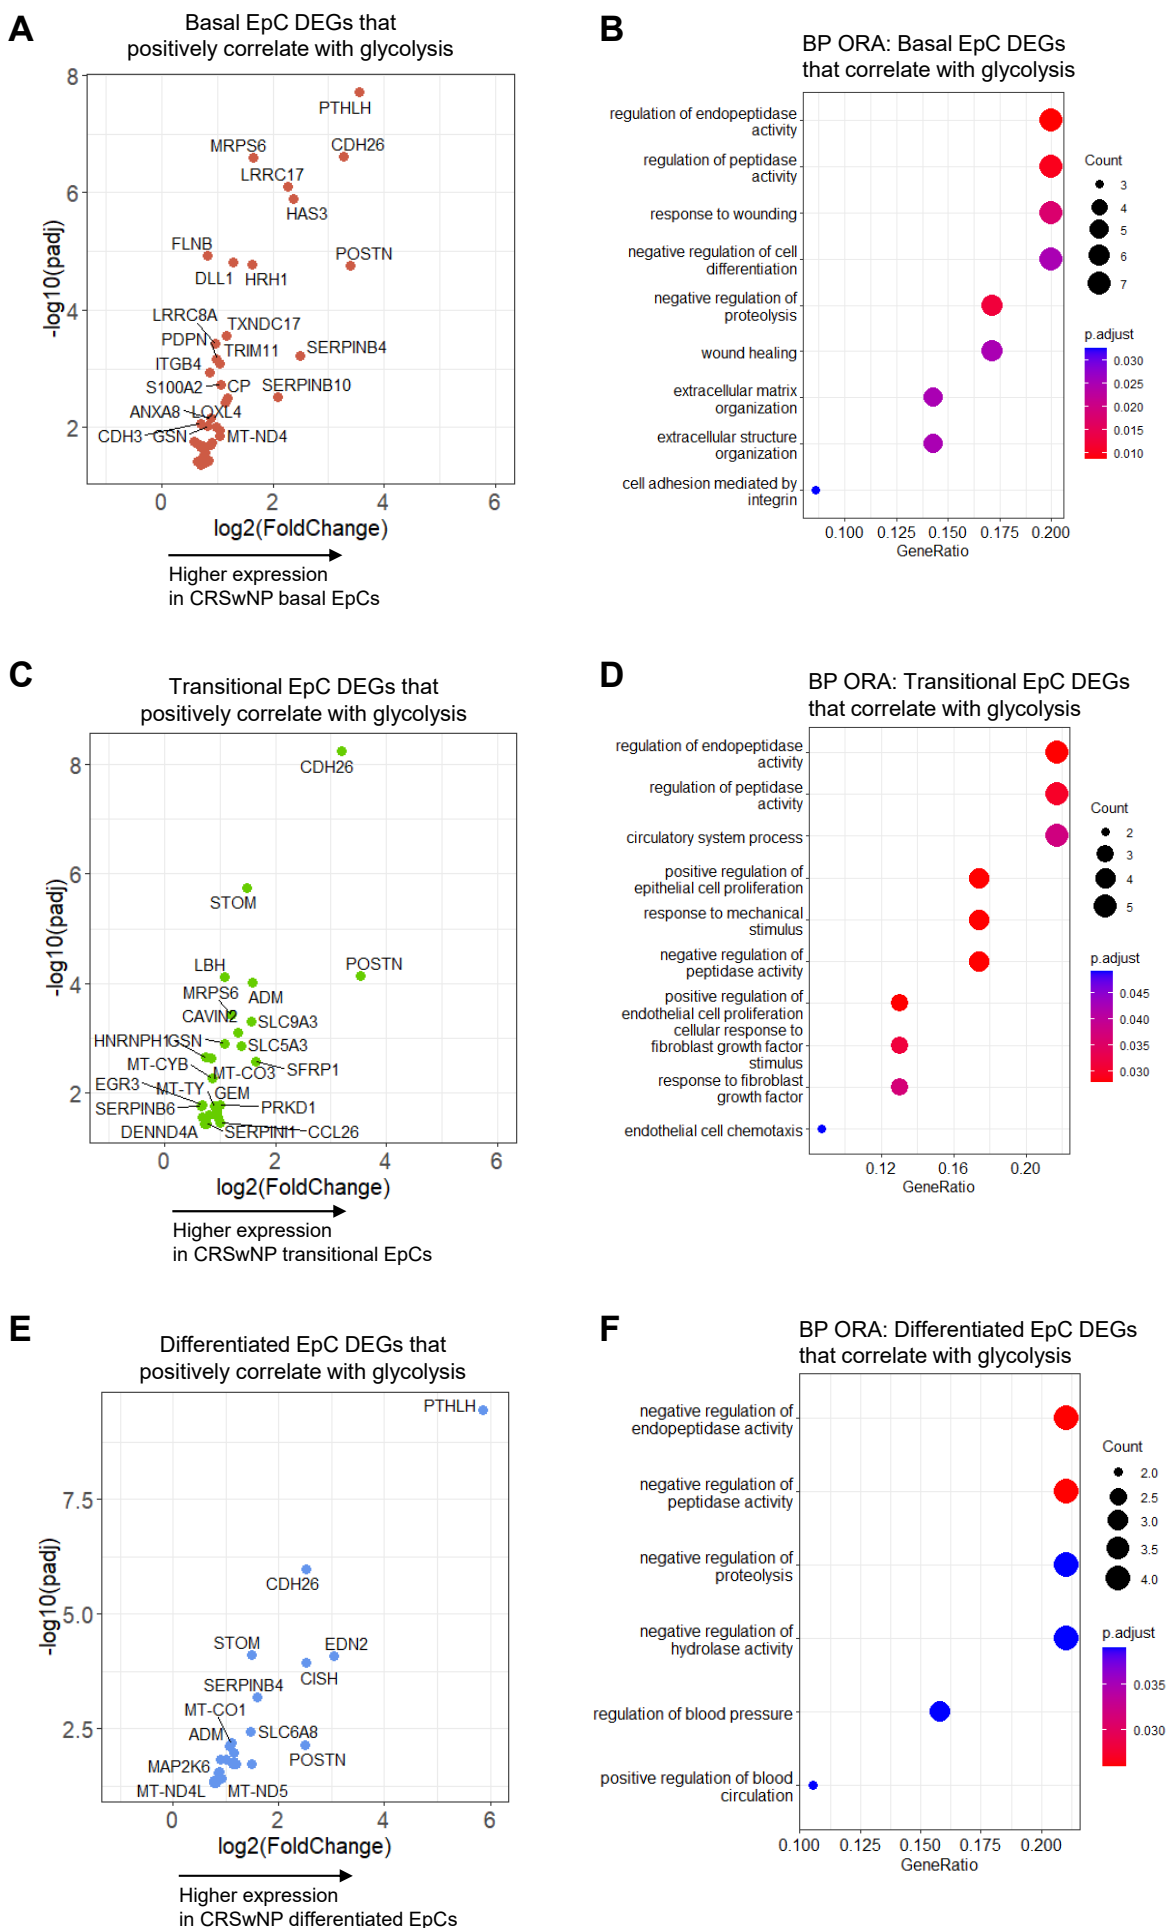 A
Basal EpC DEGs that
positively correlate with glycolysis
8
6
4
2
-log10(padj)
PTHLH
MRPS6
CDH26
LRRC17
HAS3
FLNB
POSTN
DLL1
HRH1
LRRC8A
TXNDC17
PDPN
TRIM11
SERPINB4
ITGB4
S100A2
CP
SERPINB10
ANXA8
LOXL4
CDH3
GSN
MT-ND4
0
2
4
6
log2(FoldChange)
Higher expression
in CRSwNP basal EpCs
B
BP ORA: Basal EpC DEGs
that correlate with glycolysis
regulation of endopeptidase
activity
regulation of peptidase
activity
response to wounding
negative regulation of cell
differentiation
negative regulation of
proteolysis
wound healing
extracellular matrix
organization
extracellular structure
organization
cell adhesion mediated by
integrin
0.100
0.125
0.150
0.175
0.200
GeneRatio
Count
3
4
5
6
7
p.adjust
0.030
0.025
0.020
0.015
0.010
C
Transitional EpC DEGs that
positively correlate with glycolysis
8
6
4
2
-log10(padj)
CDH26
STOM
LBH
POSTN
MRPS6
ADM
CAVIN2
SLC9A3
HNRNPH1
GSN
SLC5A3
MT-CYB
MT-CO3
SFRP1
EGR3
MT-TY
GEM
SERPINB6
PRKD1
DENND4A
SERPINI1
CCL26
0
2
4
6
log2(FoldChange)
Higher expression
in CRSwNP transitional EpCs
D
BP ORA: Transitional EpC DEGs
that correlate with glycolysis
regulation of endopeptidase
activity
regulation of peptidase
activity
circulatory system process
positive regulation of
epithelial cell proliferation
response to mechanical
stimulus
negative regulation of
peptidase activity
positive regulation of
endothelial cell proliferation
cellular response to
fibroblast growth factor
stimulus
response to fibroblast
growth factor
endothelial cell chemotaxis
0.12
0.16
0.20
GeneRatio
Count
2
3
4
5
p.adjust
0.045
0.040
0.035
0.030
E
Differentiated EpC DEGs that
positively correlate with glycolysis
7.5
5.0
2.5
-log10(padj)
PTHLH
CDH26
STOM
EDN2
CISH
SERPINB4
MT-CO1
ADM
SLC6A8
POSTN
MAP2K6
MT-ND4L
MT-ND5
0
2
4
6
log2(FoldChange)
Higher expression
in CRSwNP differentiated EpCs
F
BP ORA: Differentiated EpC DEGs
that correlate with glycolysis
negative regulation of
endopeptidase activity
negative regulation of
peptidase activity
negative regulation of
proteolysis
negative regulation of
hydrolase activity
regulation of blood pressure
positive regulation of blood
circulation
0.100
0.125
0.150
0.175
0.200
GeneRatio
Count
2.0
2.5
3.0
3.5
4.0
p.adjust
0.035
0.030